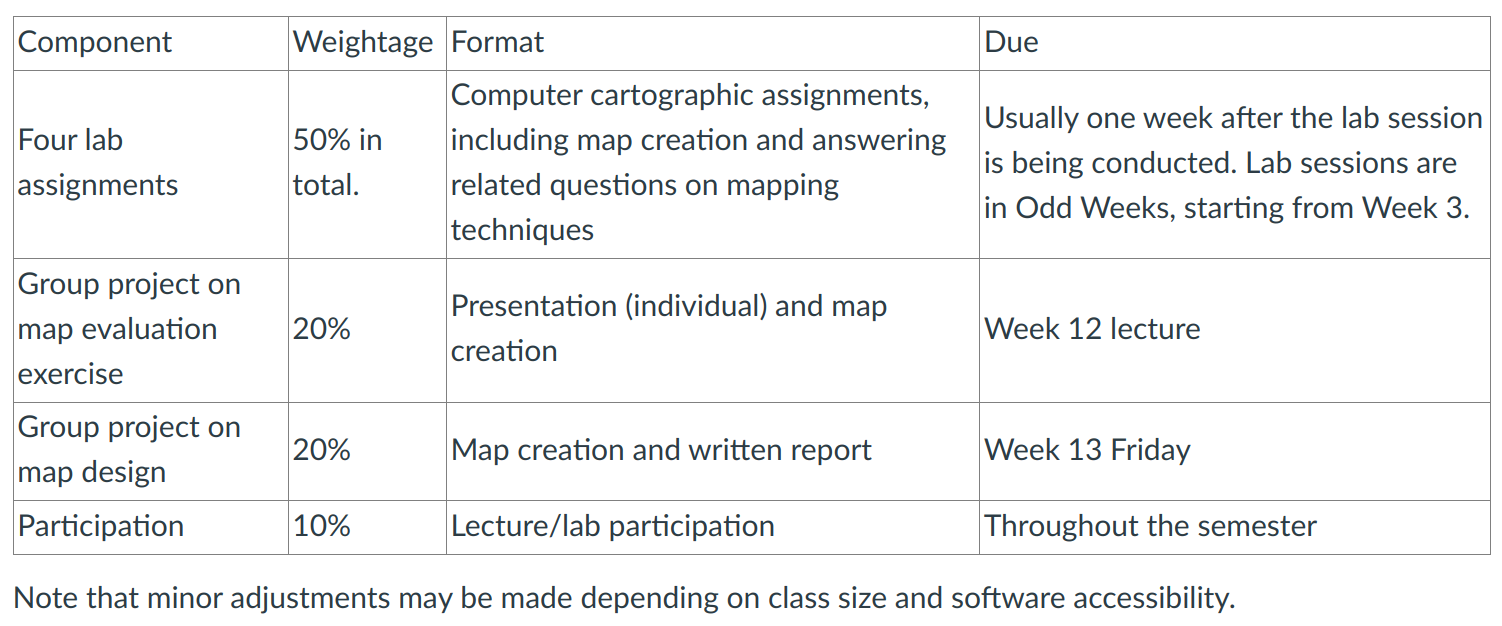 Component Weightage Format Due
Four lab
assignments
50% in
total.
Computer cartographic assignments,
including map creation and answering
related questions on mapping
techniques
Usually one week after the lab session
is being conducted. Lab sessions are
in Odd Weeks, starting from Week 3.
Group project on
map evaluation
exercise
20%
Presentation (individual) and map
creation
Week 12 lecture
Group project on
map design
20%
Map creation and written report
Week 13 Friday
Participation
10%
Lecture/lab participation
Throughout the semester
Note that minor adjustments may be made depending on class size and software accessibility.